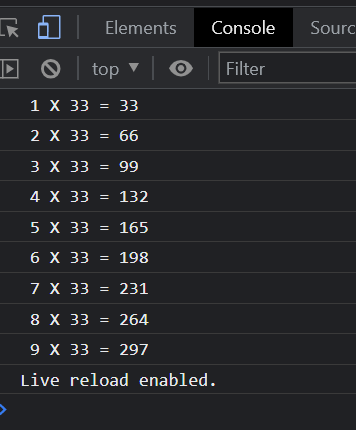 Elements Console
top Filter
1 X 33 = 33
2 X 33 = 66
3 X 33 = 99
4 X 33 = 132
5 X 33 = 165
6 X 33 = 198
7 X 33 = 231
8 X 33 = 264
9 X 33 = 297
Live reload enabled.